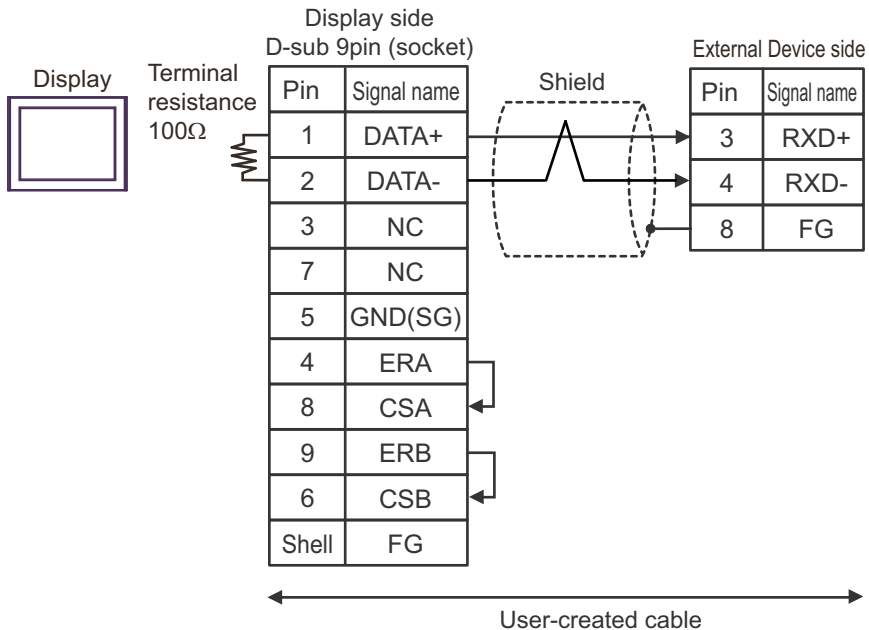 Display side
D-sub 9pin (socket)
External Device side
Display
Terminal
resistance
100Ω
Shield
Pin Signal name
1 DATA+
2 DATA-
3 NC
7 NC
5 GND(SG)
4 ERA
8 CSA
9 ERB
6 CSB
Shell FG
Pin Signal name
3 RXD+
4 RXD-
8 FG
User-created cable